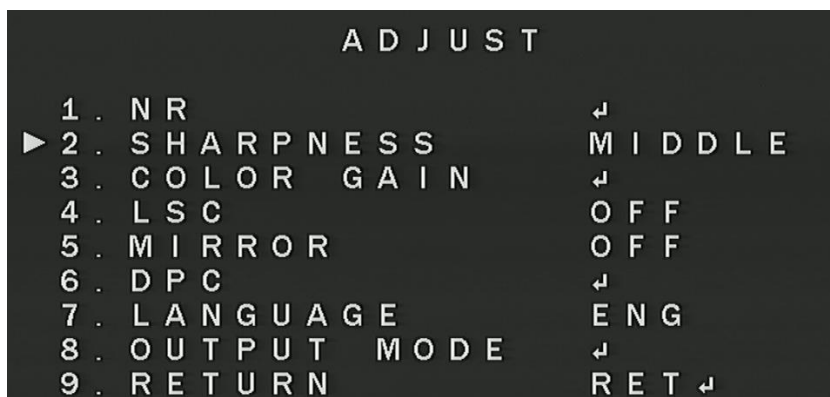 ADJUST
1. NR ↲
▶ 2. SHARPNESS MIDDLE
3. COLOR GAIN ↲
4. LSC OFF
5. MIRROR OFF
6. DPC ↲
7. LANGUAGE ENG
8. OUTPUT MODE ↲
9. RETURN RET↲